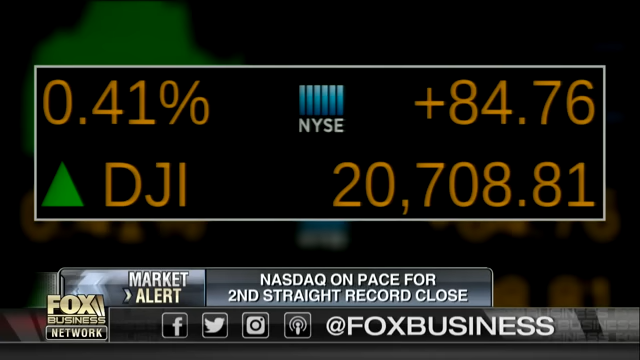 0.41%
NYSE
+84.76
DJI
20,708.81
MARKET
ALERT
NASDAQ ON PACE FOR
2ND STRAIGHT RECORD CLOSE
FOX
BUSINESS
NETWORK
@FOXBUSINESS